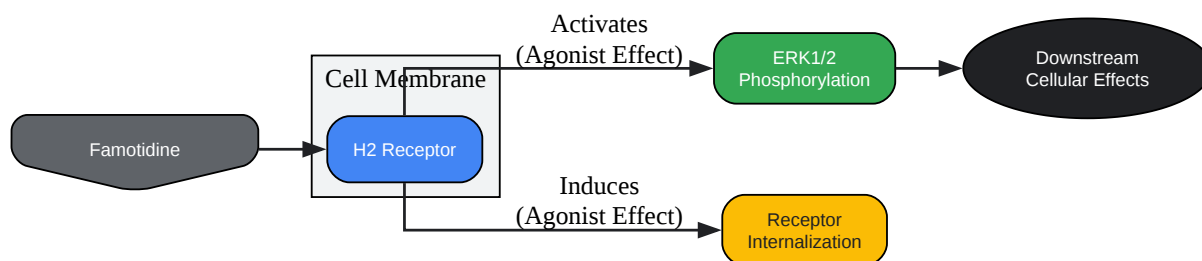 Activates
(Agonist Effect)
ERK1/2
Phosphorylation
Downstream
Cellular Effects
Cell Membrane
Famotidine
H2 Receptor
Induces
(Agonist Effect)
Receptor
Internalization